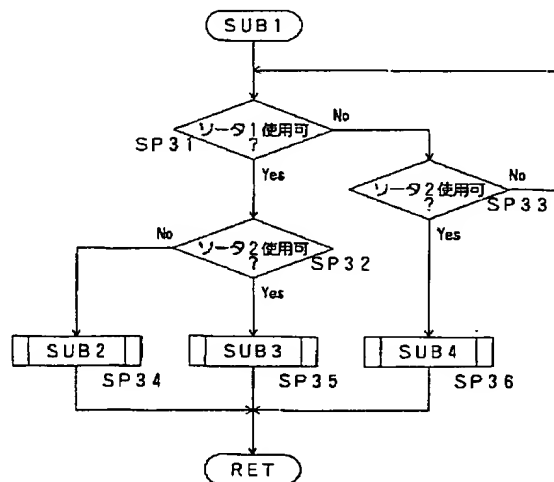 SUB1
No
ソータ1使用可
?
SP31
No
Yes
ソータ2使用可
?
SP33
No
ソータ2使用可
?
SP32
Yes
Yes
SUB2
SUB3
SUB4
SP34
SP35
SP36
RET